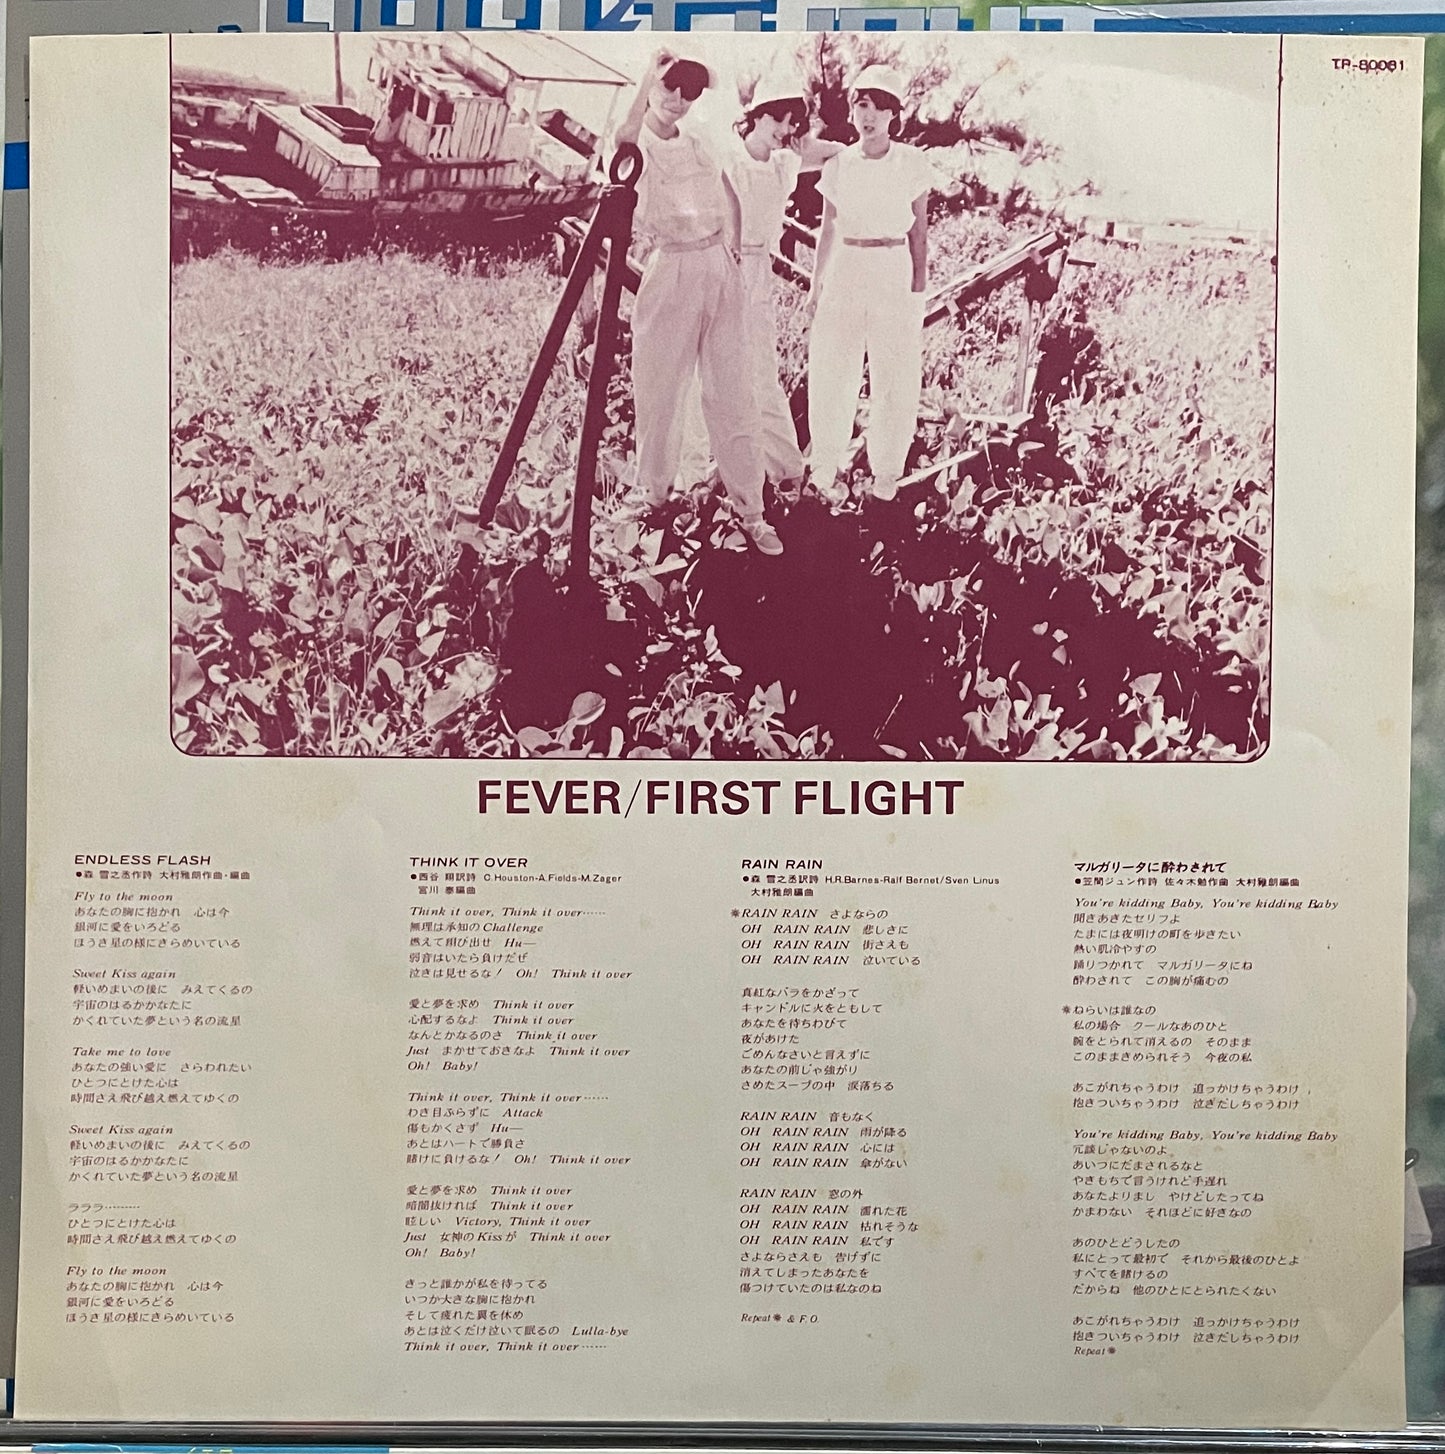 TP-80081
FEVER/FIRST FLIGHT
ENDLESS FLASH
●森 雪之丞作詩 大村雅朗作曲・編曲
Fly to the moon
あなたの胸に抱かれ 心は今
銀河に愛をいろどる
ほうき星の様にきらめいている
Sweet Kiss again
軽いめまいの後に みえてくるの
宇宙のはるかかなたに
かくれていた夢という名の流星
Take me to love
あなたの強い愛に さらわれたい
ひとつにとけた心は
時間さえ飛び越え燃えてゆくの
Sweet Kiss again
軽いめまいの後に みえてくるの
宇宙のはるかかなたに
かくれていた夢という名の流星
ラララ………
ひとつにとけた心は
時間さえ飛び越え燃えてゆくの
Fly to the moon
あなたの胸に抱かれ 心は今
銀河に愛をいろどる
ほうき星の様にきらめいている
THINK IT OVER
●西谷 翔訳詩 C.Houston-A.Fields-M.Zager
宮川 泰編曲
Think it over, Think it over……
無理は承知のChallenge
燃えて翔び出せ Hu—
弱音はいたら負けだぜ
泣きは見せるな! Oh! Think it over
愛と夢を求め Think it over
心配するなよ Think it over
なんとかなるのさ Think it over
Just まかせておきなよ Think it over
Oh! Baby!
Think it over, Think it over……
わき目ふらずに Attack
傷もかくさず Hu—
あとはハートで勝負さ
賭けに負けるな! Oh! Think it over
愛と夢を求め Think it over
暗闇抜ければ Think it over
眩しい Victory, Think it over
Just 女神のKissが Think it over
Oh! Baby!
きっと誰かが私を待ってる
いつか大きな胸に抱かれ
そして疲れた翼を休め
あとは泣くだけ泣いて眠るの Lulla-bye
Think it over, Think it over……
RAIN RAIN
●森 雪之丞訳詩 H.R.Barnes-Ralf Bernet/Sven Linus
大村雅朗編曲
※RAIN RAIN さよならの
OH RAIN RAIN 悲しさに
OH RAIN RAIN 街さえも
OH RAIN RAIN 泣いている
真紅なバラをかざって
キャンドルに火をともして
あなたを待ちわびて
夜があけた
ごめんなさいと言えずに
あなたの前じゃ強がり
さめたスープの中 涙落ちる
RAIN RAIN 音もなく
OH RAIN RAIN 雨が降る
OH RAIN RAIN 心には
OH RAIN RAIN 傘がない
RAIN RAIN 窓の外
OH RAIN RAIN 濡れた花
OH RAIN RAIN 枯れそうな
OH RAIN RAIN 私です
さよならさえも 告げずに
消えてしまったあなたを
傷つけていたのは私なのね
Repeat※ & F.O.
マルガリータに酔わされて
●笠間ジュン作詩 佐々木勉作曲 大村雅朗編曲
You're kidding Baby, You're kidding Baby
聞きあきたセリフよ
たまには夜明けの町を歩きたい
熱い肌冷やすの
踊りつかれて マルガリータにね
酔わされて この胸が痛むの
※ねらいは誰なの
私の場合 クールなあのひと
腕をとられて消えるの そのまま
このままきめられそう 今夜の私
あこがれちゃうわけ 追っかけちゃうわけ
抱きついちゃうわけ 泣きだしちゃうわけ
You're kidding Baby, You're kidding Baby
冗談じゃないのよ
あいつにだまされるなと
やきもちで言うけれど手遅れ
あなたよりまし やけどしたってね
かまわない それほどに好きなの
あのひとどうしたの
私にとって最初で それから最後のひとよ
すべてを賭けるの
だからね 他のひとにとられたくない
あこがれちゃうわけ 追っかけちゃうわけ
抱きついちゃうわけ 泣きだしちゃうわけ
Repeat※